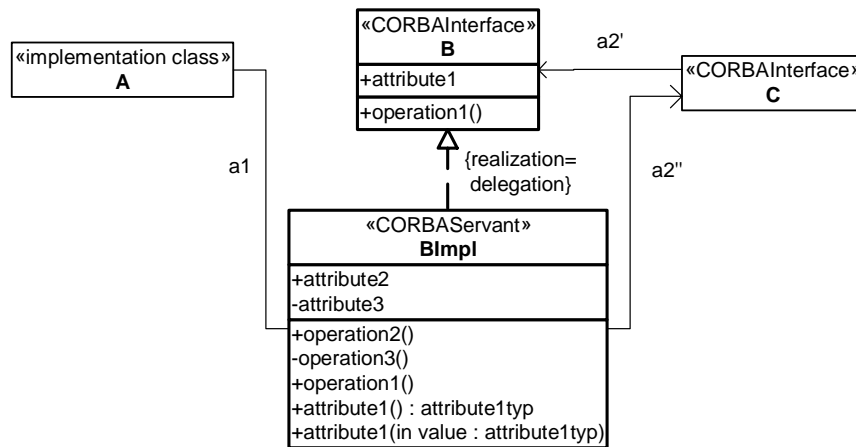 «implementation class»
A
«CORBAInterface»
B
+attribute1
+operation1()
a2'
«CORBAInterface»
C
a1
{realization=
delegation}
a2''
«CORBAServant»
BImpl
+attribute2
-attribute3
+operation2()
-operation3()
+operation1()
+attribute1() : attribute1typ
+attribute1(in value : attribute1typ)